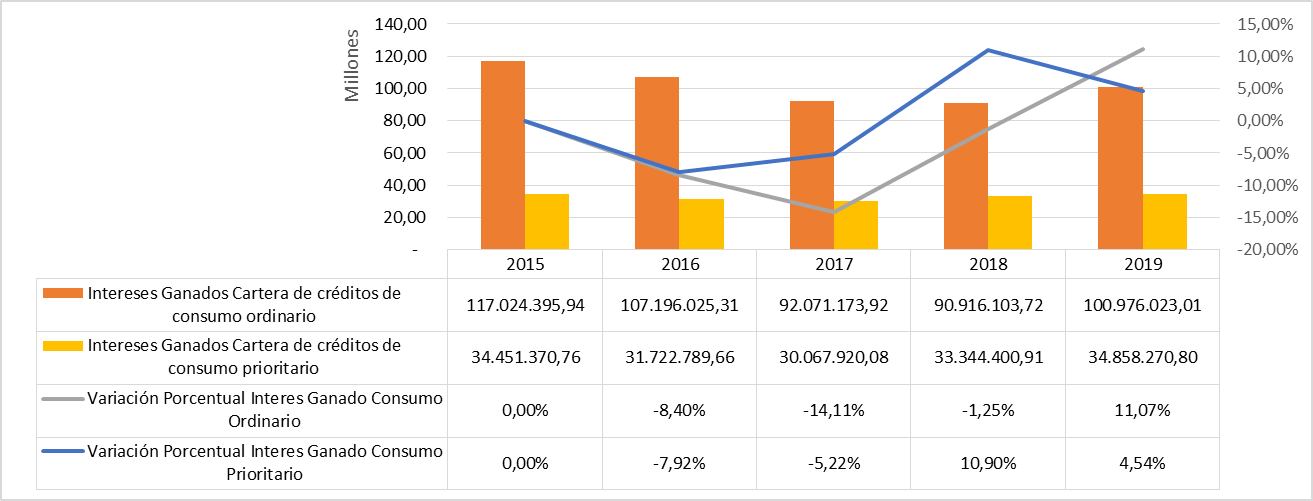 Millones
140,00
120,00
100,00
80,00
60,00
40,00
20,00
-
15,00%
10,00%
5,00%
0,00%
-5,00%
-10,00%
-15,00%
-20,00%
2015 2016 2017 2018 2019
Intereses Ganados Cartera de créditos de
consumo ordinario
117.024.395,94 107.196.025,31 92.071.173,92 90.916.103,72 100.976.023,01
Intereses Ganados Cartera de créditos de
consumo prioritario
34.451.370,76 31.722.789,66 30.067.920,08 33.344.400,91 34.858.270,80
Variación Porcentual Interes Ganado Consumo
Ordinario
0,00% -8,40% -14,11% -1,25% 11,07%
Variación Porcentual Interes Ganado Consumo
Prioritario
0,00% -7,92% -5,22% 10,90% 4,54%